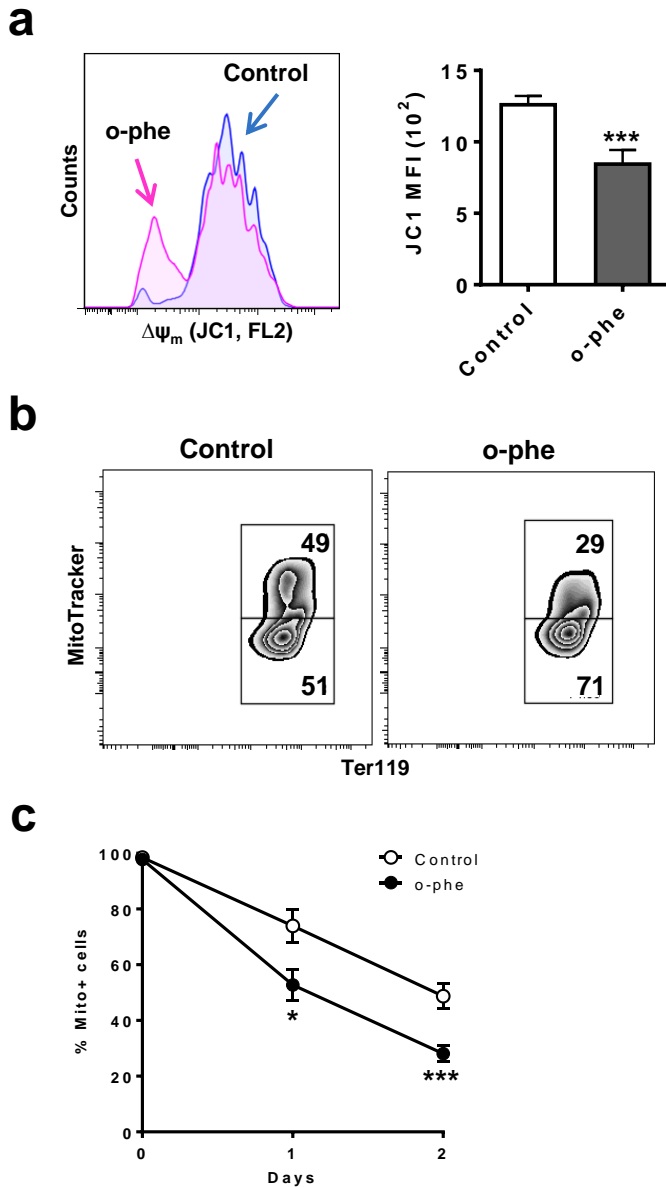 a
Control
o-phe
Counts
Δψm (JC1, FL2)
JC1 MFI (10²)
15
10
5
0
***
Control
o-phe
b
Control
o-phe
MitoTracker
49
51
29
71
Ter119
c
% Mito+ cells
100
80
60
40
20
0
Control
o-phe
*
***
0
1
2
Days